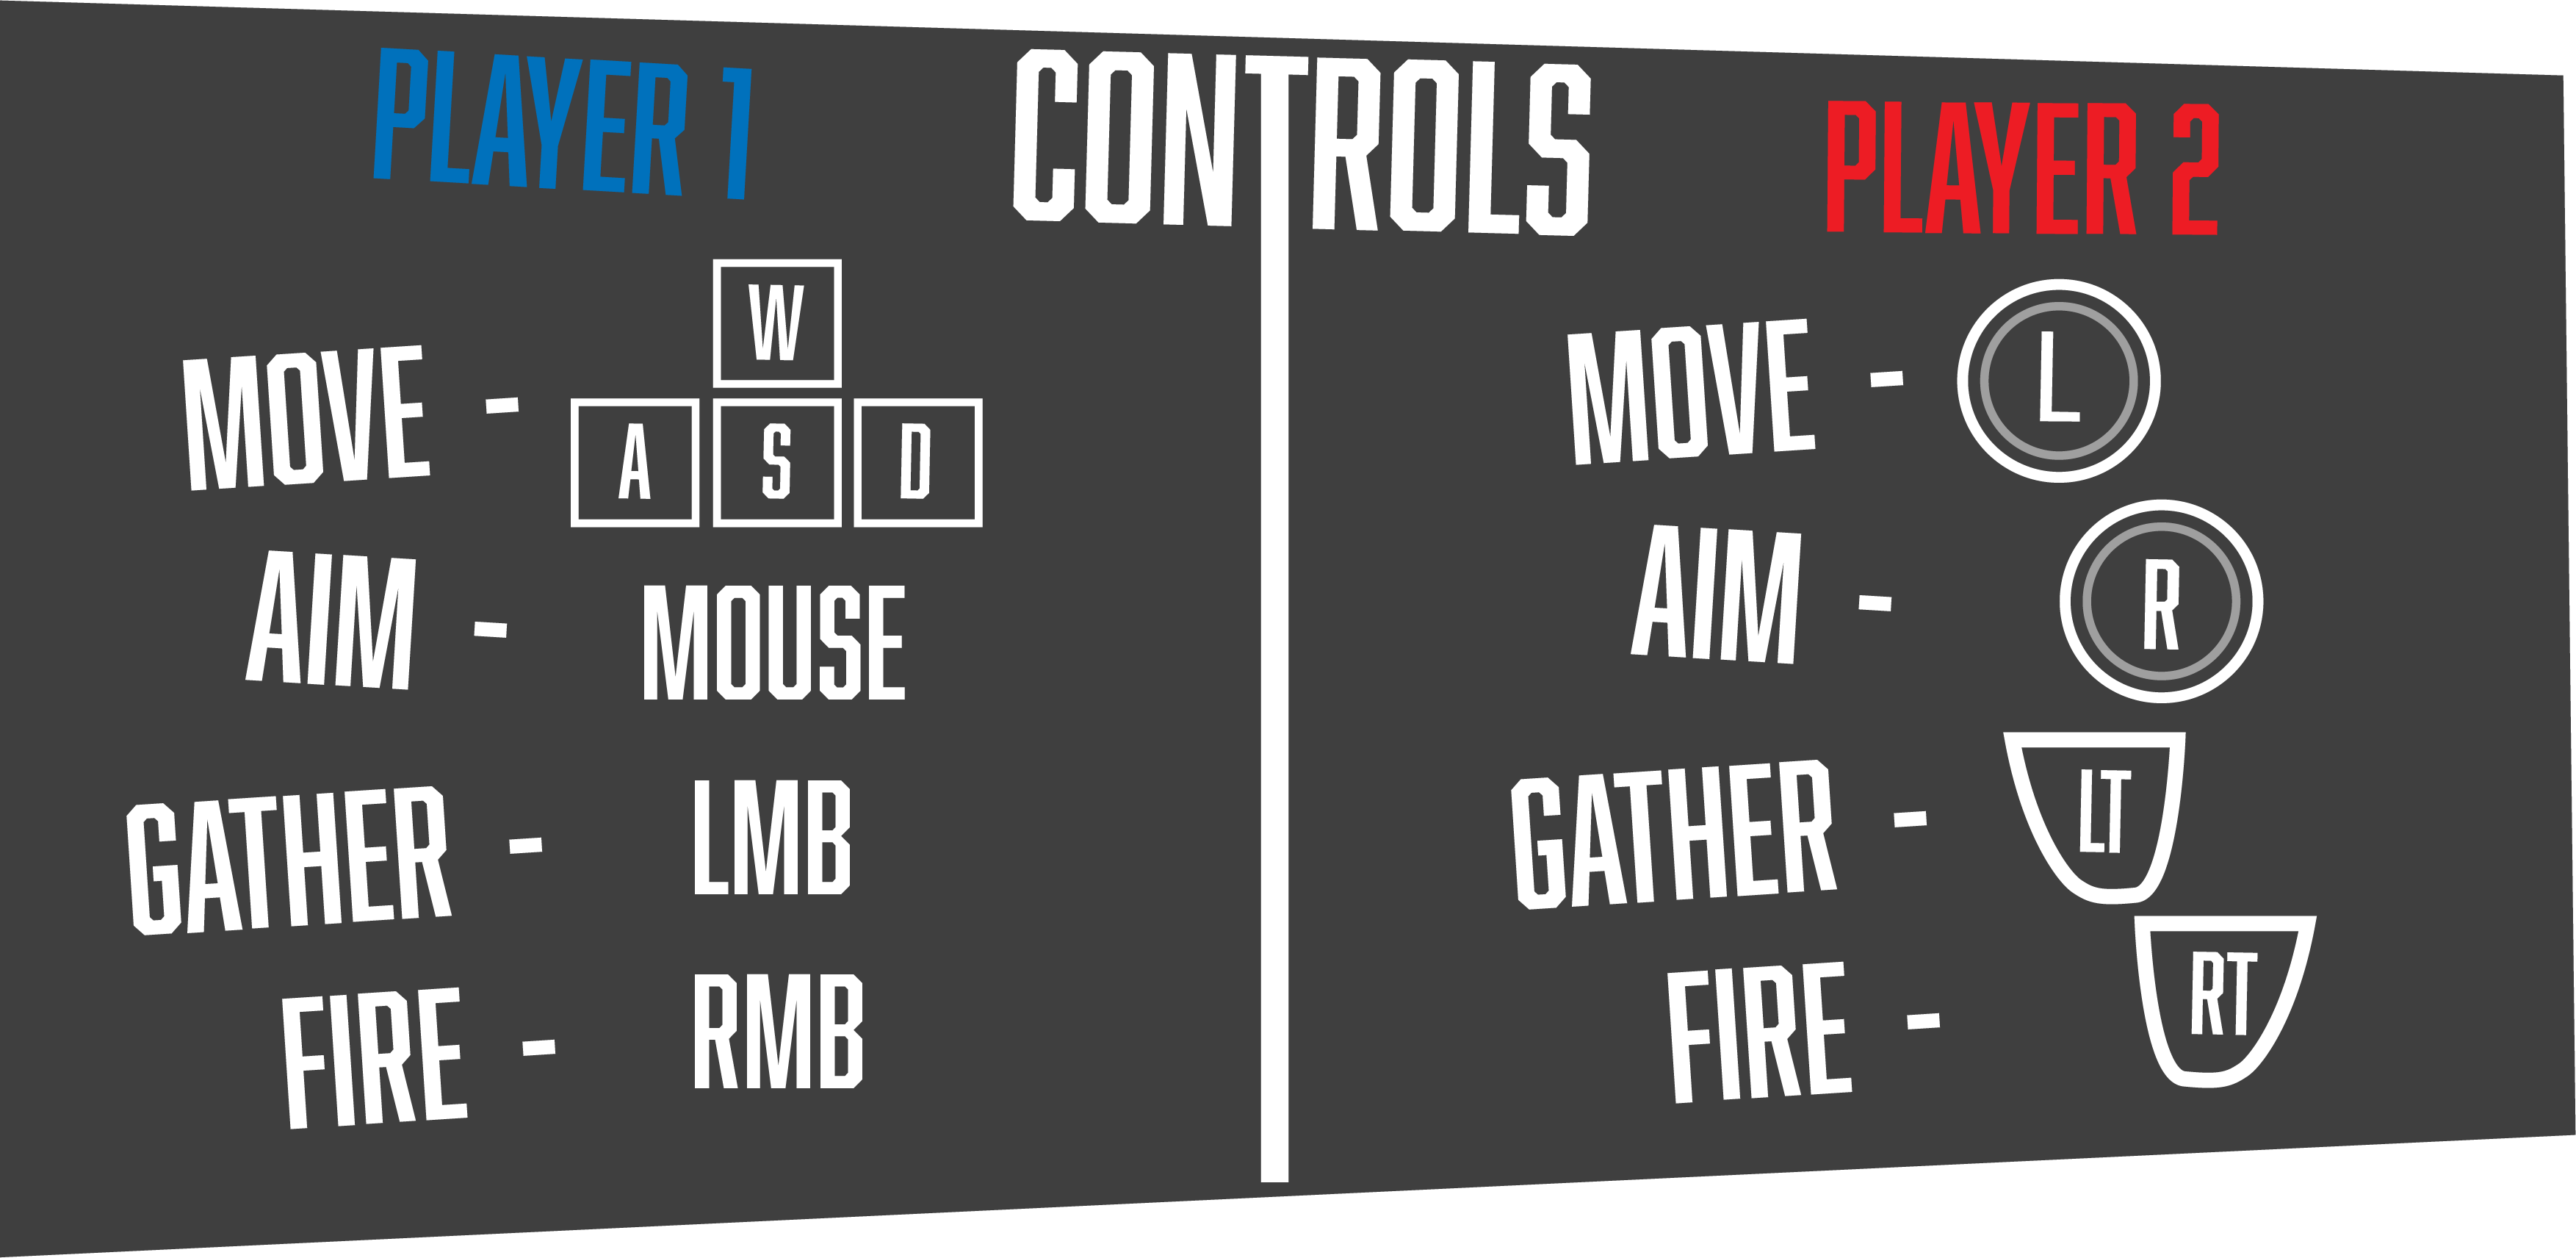 CONTROLS
PLAYER 1
W
MOVE -
A S D
AIM - MOUSE
GATHER - LMB
FIRE - RMB
PLAYER 2
MOVE - L
AIM - R
GATHER - LT
FIRE - RT